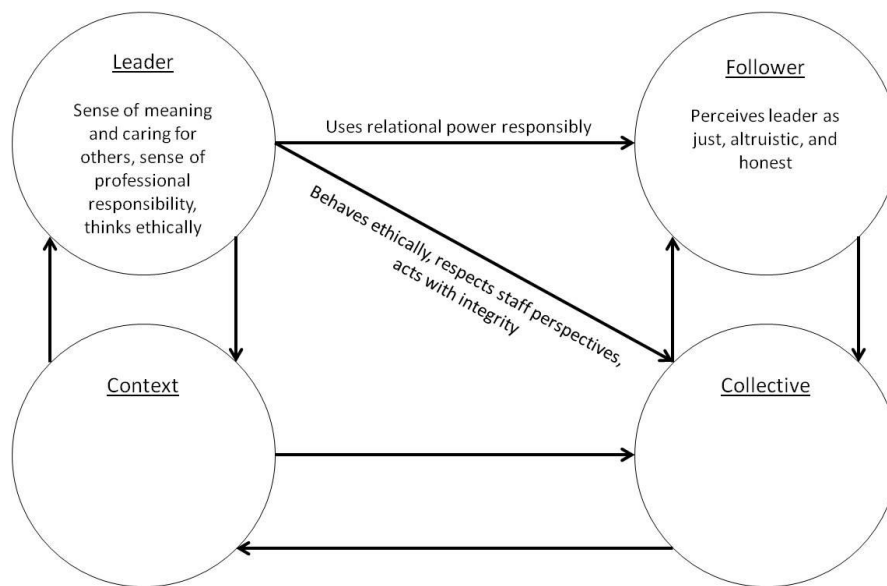 Leader
Sense of meaning
and caring for
others, sense of
professional
responsibility,
thinks ethically
Uses relational power responsibly
Follower
Perceives leader as
just, altruistic, and
honest
Behaves ethically, respects staff perspectives,
acts with integrity
Context
Collective